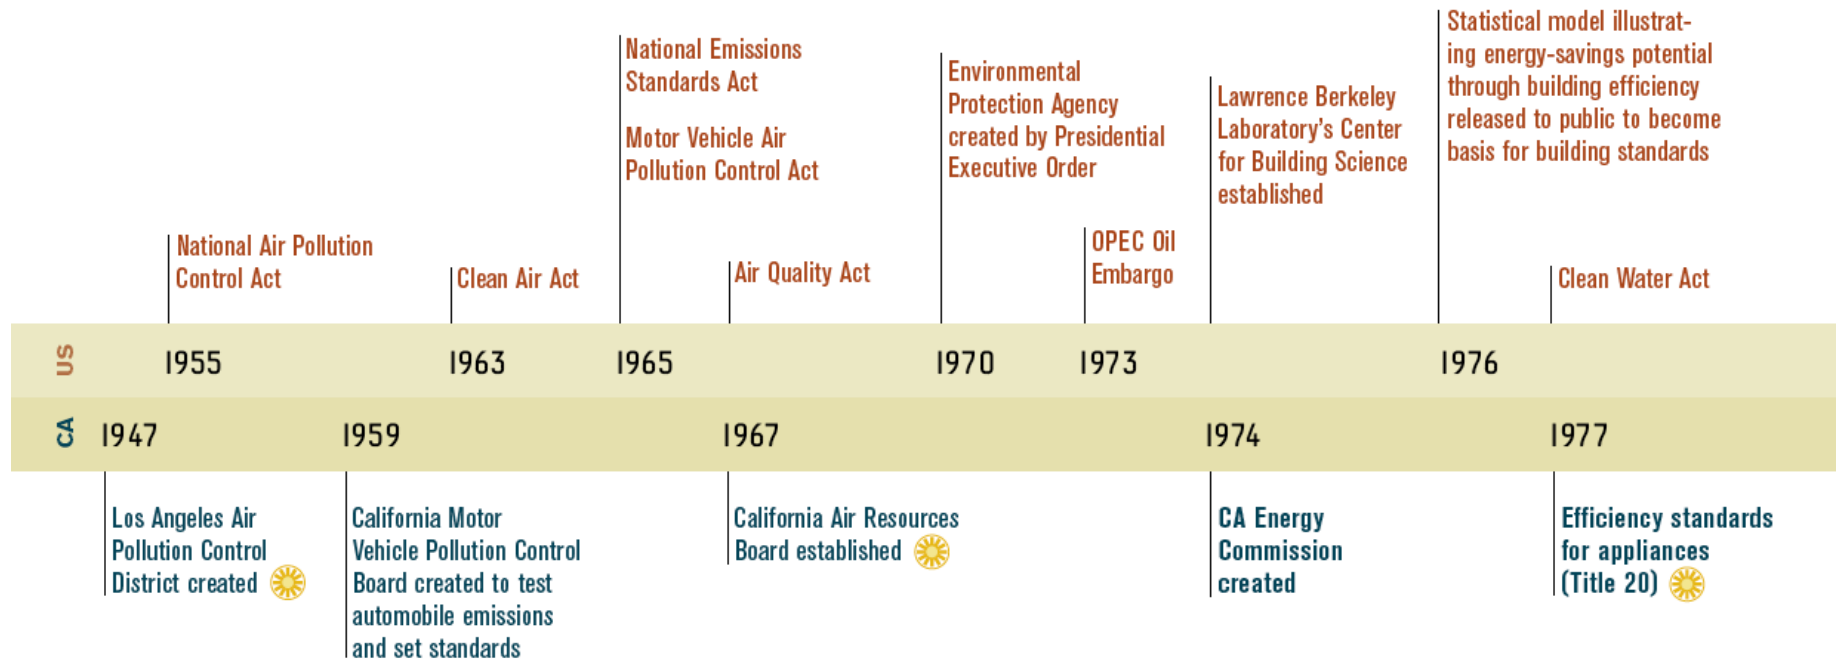 National Air Pollution
Control Act
Clean Air Act
National Emissions
Standards Act
Motor Vehicle Air
Pollution Control Act
Air Quality Act
Environmental
Protection Agency
created by Presidential
Executive Order
OPEC Oil
Embargo
Lawrence Berkeley
Laboratory's Center
for Building Science
established
Statistical model illustrat-
ing energy-savings potential
through building efficiency
released to public to become
basis for building standards
Clean Water Act
US
1955
1963
1965
1970
1973
1976
CA
1947
1959
1967
1974
1977
Los Angeles Air
Pollution Control
District created
California Motor
Vehicle Pollution Control
Board created to test
automobile emissions
and set standards
California Air Resources
Board established
CA Energy
Commission
created
Efficiency standards
for appliances
(Title 20)